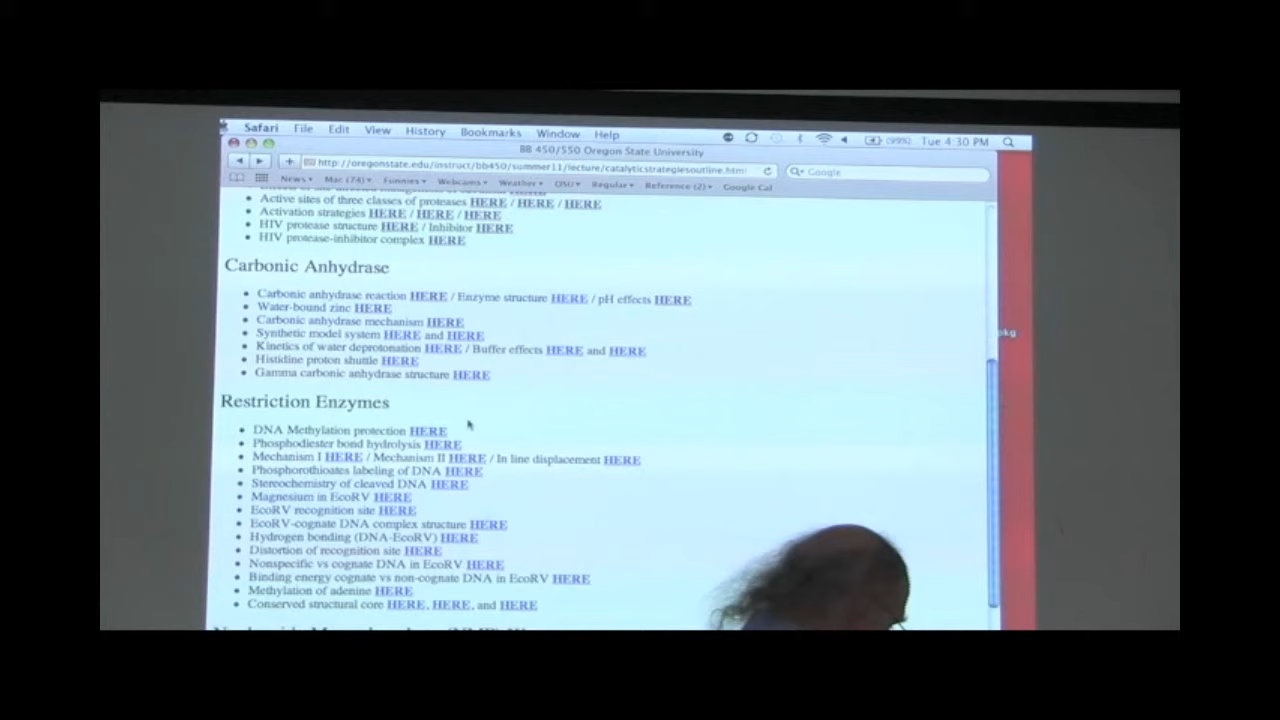 Safari File Edit View History Bookmarks Window Help (99%) Tue 4:30 PM
BB 450/550 Oregon State University
http://oregonstate.edu/instruct/bb450/summer11/lecture/catalyticstrategiesoutline.html Google
News Mac (74) Funnies Webcams Weather OSU Regular Reference (2) Google Cal
Active sites of three classes of proteases HERE / HERE / HERE
Activation strategies HERE / HERE / HERE
HIV protease structure HERE / Inhibitor HERE
HIV protease-inhibitor complex HERE
Carbonic Anhydrase
Carbonic anhydrase reaction HERE / Enzyme structure HERE / pH effects HERE
Water-bound zinc HERE
Carbonic anhydrase mechanism HERE
Synthetic model system HERE and HERE
Kinetics of water deprotonation HERE / Buffer effects HERE and HERE
Histidine proton shuttle HERE
Gamma carbonic anhydrase structure HERE
Restriction Enzymes
DNA Methylation protection HERE
Phosphodiester bond hydrolysis HERE
Mechanism I HERE / Mechanism II HERE / In line displacement HERE
Phosphorothioates labeling of DNA HERE
Stereochemistry of cleaved DNA HERE
Magnesium in EcoRV HERE
EcoRV recognition site HERE
EcoRV-cognate DNA complex structure HERE
Hydrogen bonding (DNA-EcoRV) HERE
Distortion of recognition site HERE
Nonspecific vs cognate DNA in EcoRV HERE
Binding energy cognate vs non-cognate DNA in EcoRV HERE
Methylation of adenine HERE
Conserved structural core HERE, HERE, and HERE
pkg